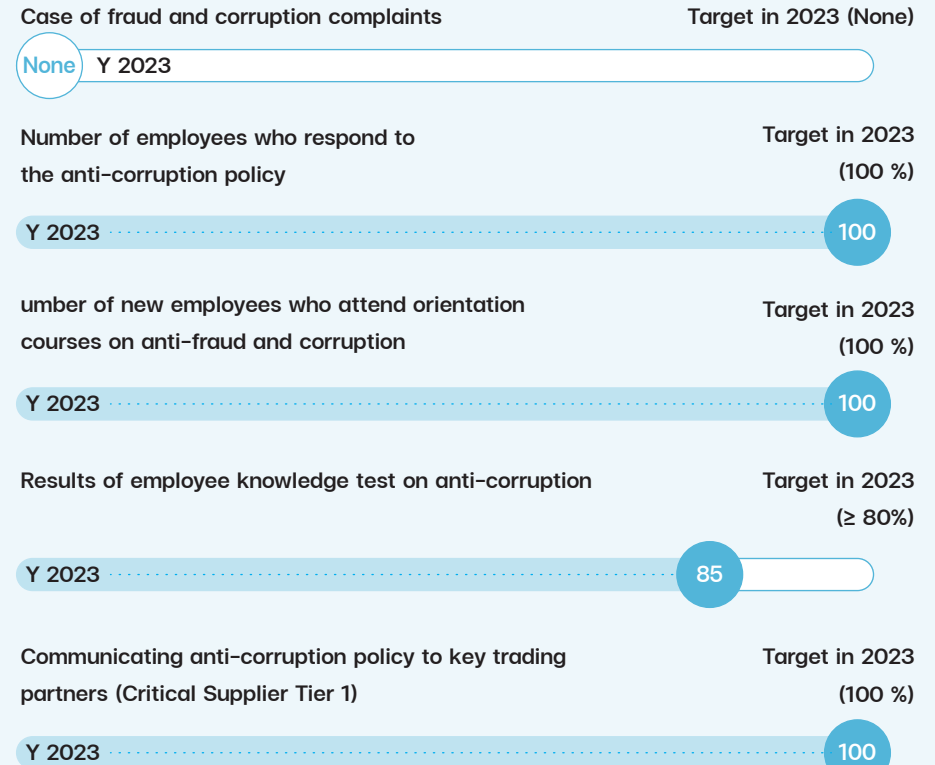 Case of fraud and corruption complaints
Target in 2023 (None)
None
Y 2023
Number of employees who respond to
the anti-corruption policy
Target in 2023
(100 %)
Y 2023
100
umber of new employees who attend orientation
courses on anti-fraud and corruption
Target in 2023
(100 %)
Y 2023
100
Results of employee knowledge test on anti-corruption
Target in 2023
(≥ 80%)
Y 2023
85
Communicating anti-corruption policy to key trading
partners (Critical Supplier Tier 1)
Target in 2023
(100 %)
Y 2023
100